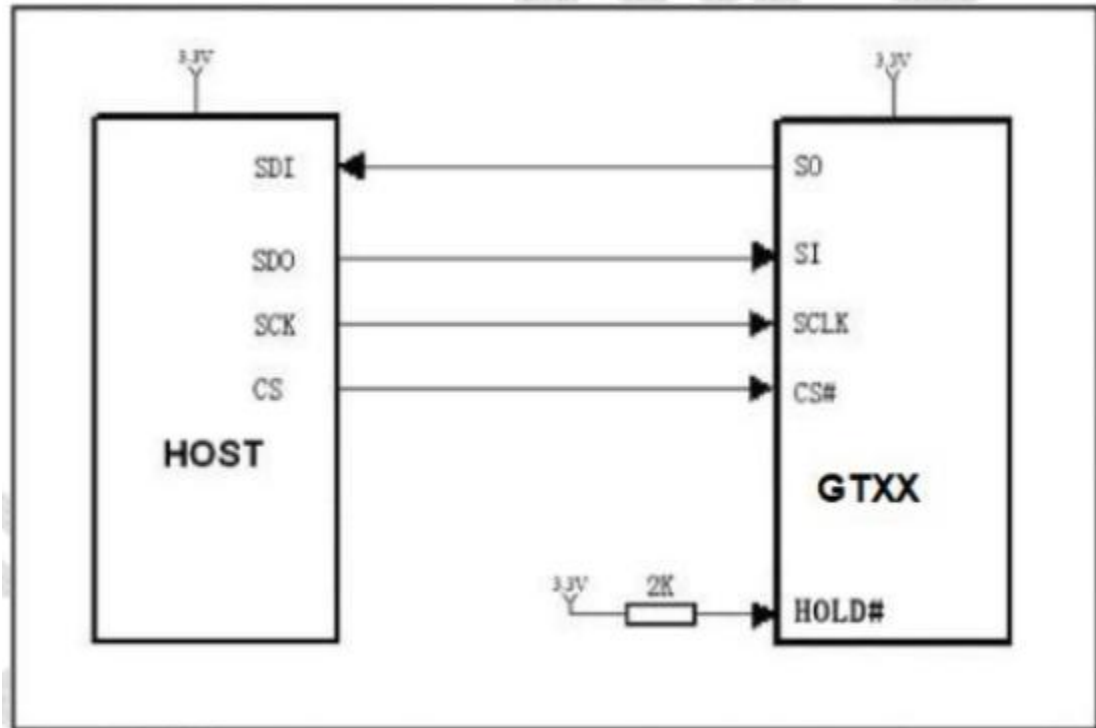 3.3V 3.3V
SDI SO
SDO SI
SCK SCLK
CS CS#
HOST
GTXX
3.3V 2K
HOLD#